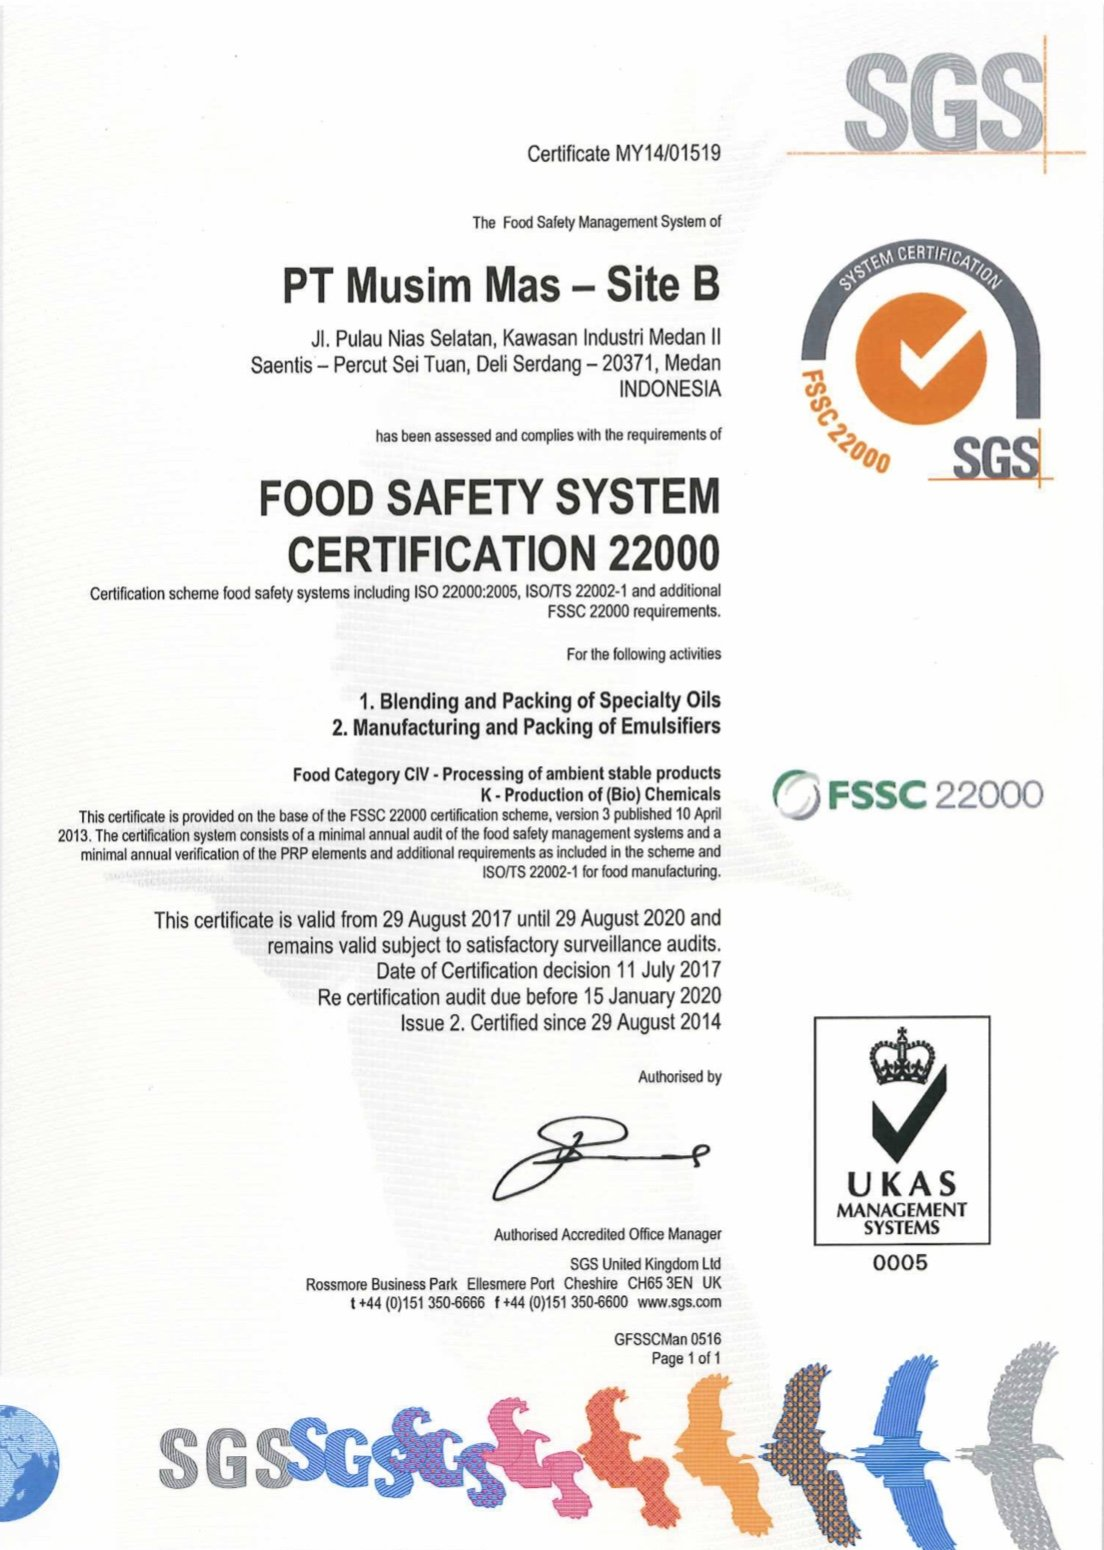 SGS
Certificate MY14/01519
The Food Safety Management System of
PT Musim Mas – Site B
Jl. Pulau Nias Selatan, Kawasan Industri Medan II
Saentis – Percut Sei Tuan, Deli Serdang – 20371, Medan
INDONESIA
has been assessed and complies with the requirements of
SYSTEM CERTIFICATION
FSSC 22000
SGS
FOOD SAFETY SYSTEM
CERTIFICATION 22000
Certification scheme food safety systems including ISO 22000:2005, ISO/TS 22002-1 and additional
FSSC 22000 requirements.
For the following activities
1. Blending and Packing of Specialty Oils
2. Manufacturing and Packing of Emulsifiers
Food Category CIV - Processing of ambient stable products
K - Production of (Bio) Chemicals
FSSC 22000
This certificate is provided on the base of the FSSC 22000 certification scheme, version 3 published 10 April
2013. The certification system consists of a minimal annual audit of the food safety management systems and a
minimal annual verification of the PRP elements and additional requirements as included in the scheme and
ISO/TS 22002-1 for food manufacturing.
This certificate is valid from 29 August 2017 until 29 August 2020 and
remains valid subject to satisfactory surveillance audits.
Date of Certification decision 11 July 2017
Re certification audit due before 15 January 2020
Issue 2. Certified since 29 August 2014
Authorised by
Authorised Accredited Office Manager
UKAS
MANAGEMENT
SYSTEMS
0005
SGS United Kingdom Ltd
Rossmore Business Park Ellesmere Port Cheshire CH65 3EN UK
t +44 (0)151 350-6666 f +44 (0)151 350-6600 www.sgs.com
GFSSCMan 0516
Page 1 of 1
SGSSGSSGS